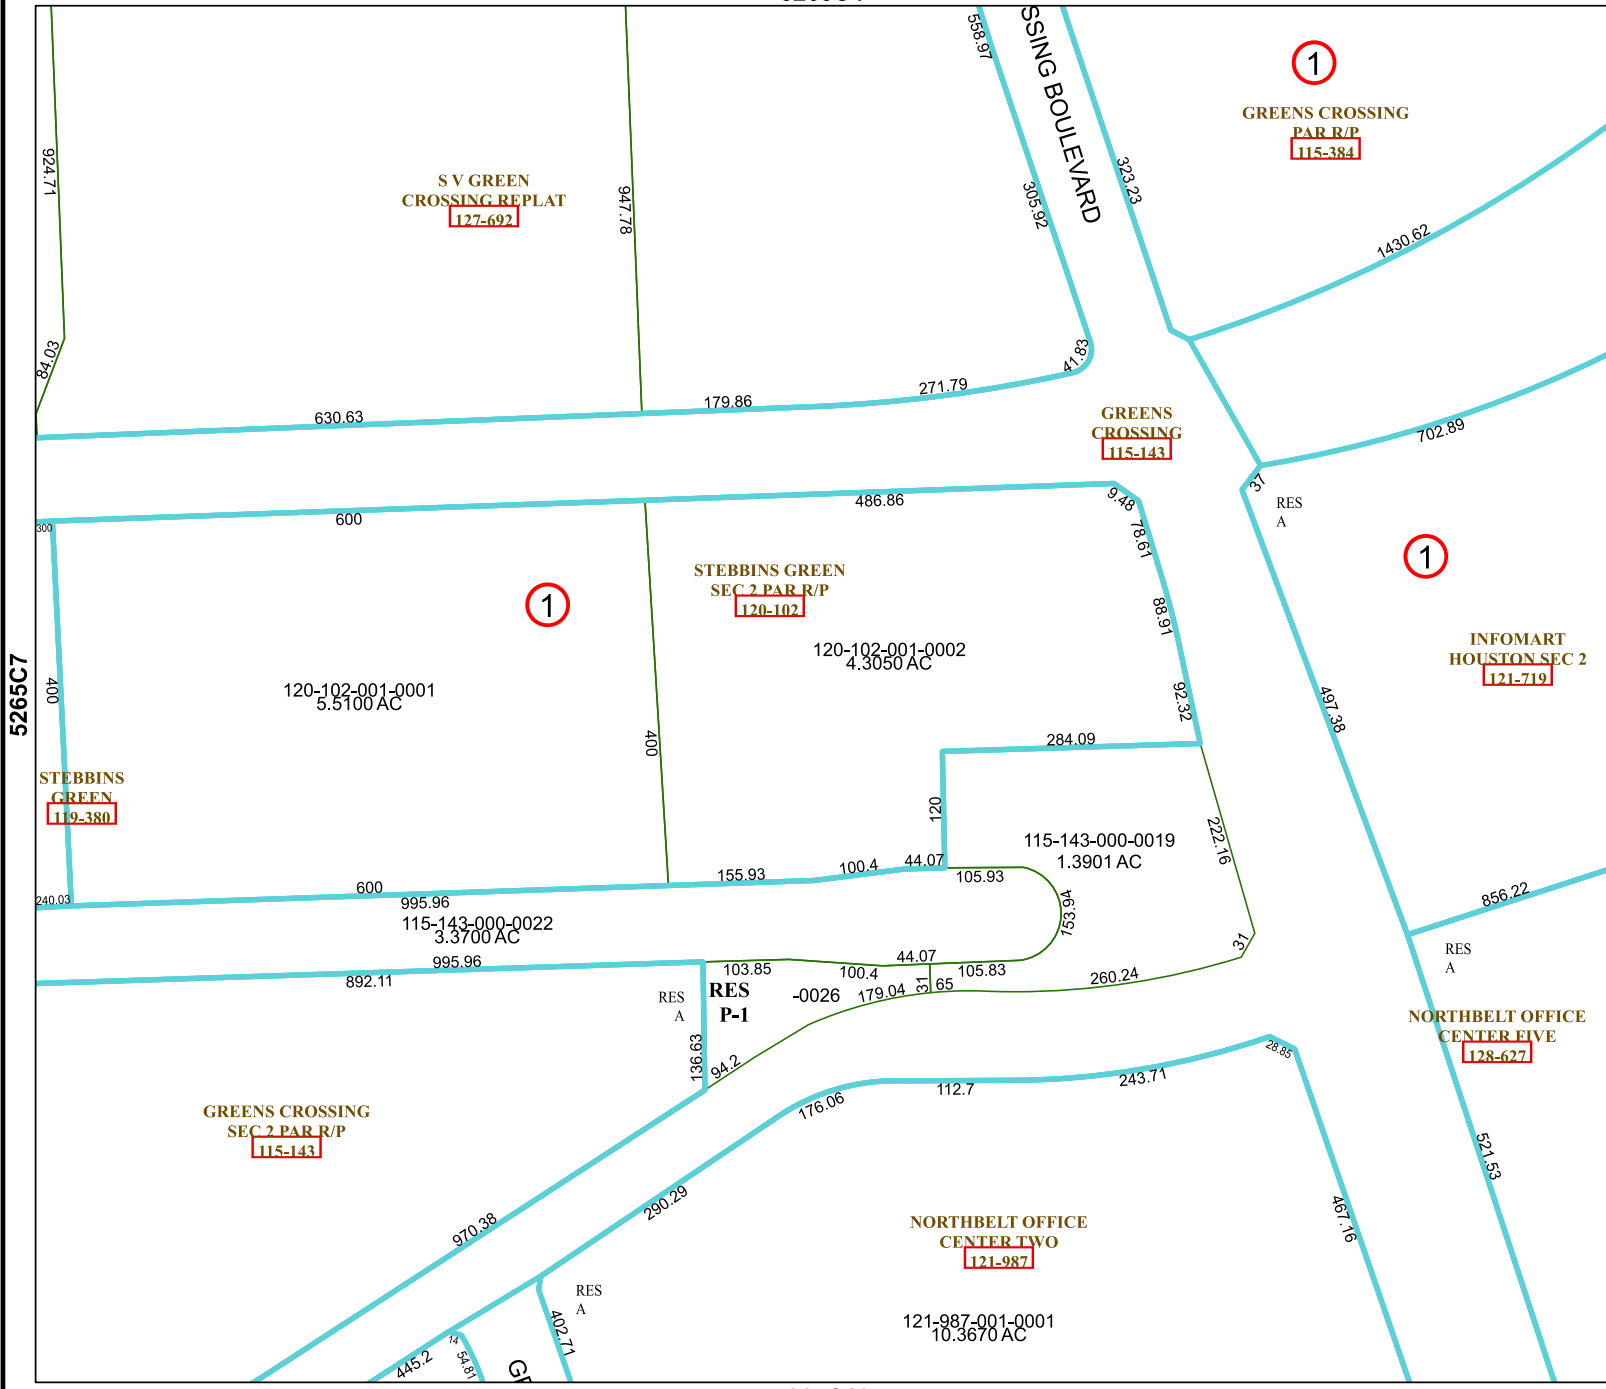 558.97
SSING BOULEVARD
1
GREENS CROSSING
PAR R/P
115-384
924.71
S V GREEN
CROSSING REPLAT
127-692
947.78
305.92
323.23
1430.62
84.03
41.83
630.63
179.86
271.79
GREENS
CROSSING
115-143
702.89
37
RES
A
300
600
486.86
9.48
78.61
1
STEBBINS GREEN
SEC 2 PAR R/P
120-102
88.91
1
INFOMART
HOUSTON SEC 2
121-719
5265C7
400
120-102-001-0001
5.5100 AC
120-102-001-0002
4.3050 AC
92.32
497.38
400
284.09
STEBBINS
GREEN
119-380
120
115-143-000-0019
1.3901 AC
222.16
240.03
600
155.93
100.4
44.07
105.93
153.94
856.22
995.96
115-143-000-0022
3.3700 AC
995.96
892.11
103.85
100.4
44.07
105.83
31
RES
A
RES
A
RES
P-1
-0026
179.04
31
65
260.24
136.63
94.2
NORTHBELT OFFICE
CENTER FIVE
128-627
28.85
176.06
112.7
243.71
GREENS CROSSING
SEC 2 PAR R/P
115-143
521.53
970.38
290.29
467.16
NORTHBELT OFFICE
CENTER TWO
121-987
RES
A
402.71
121-987-001-0001
10.3670 AC
14
54.81
445.2